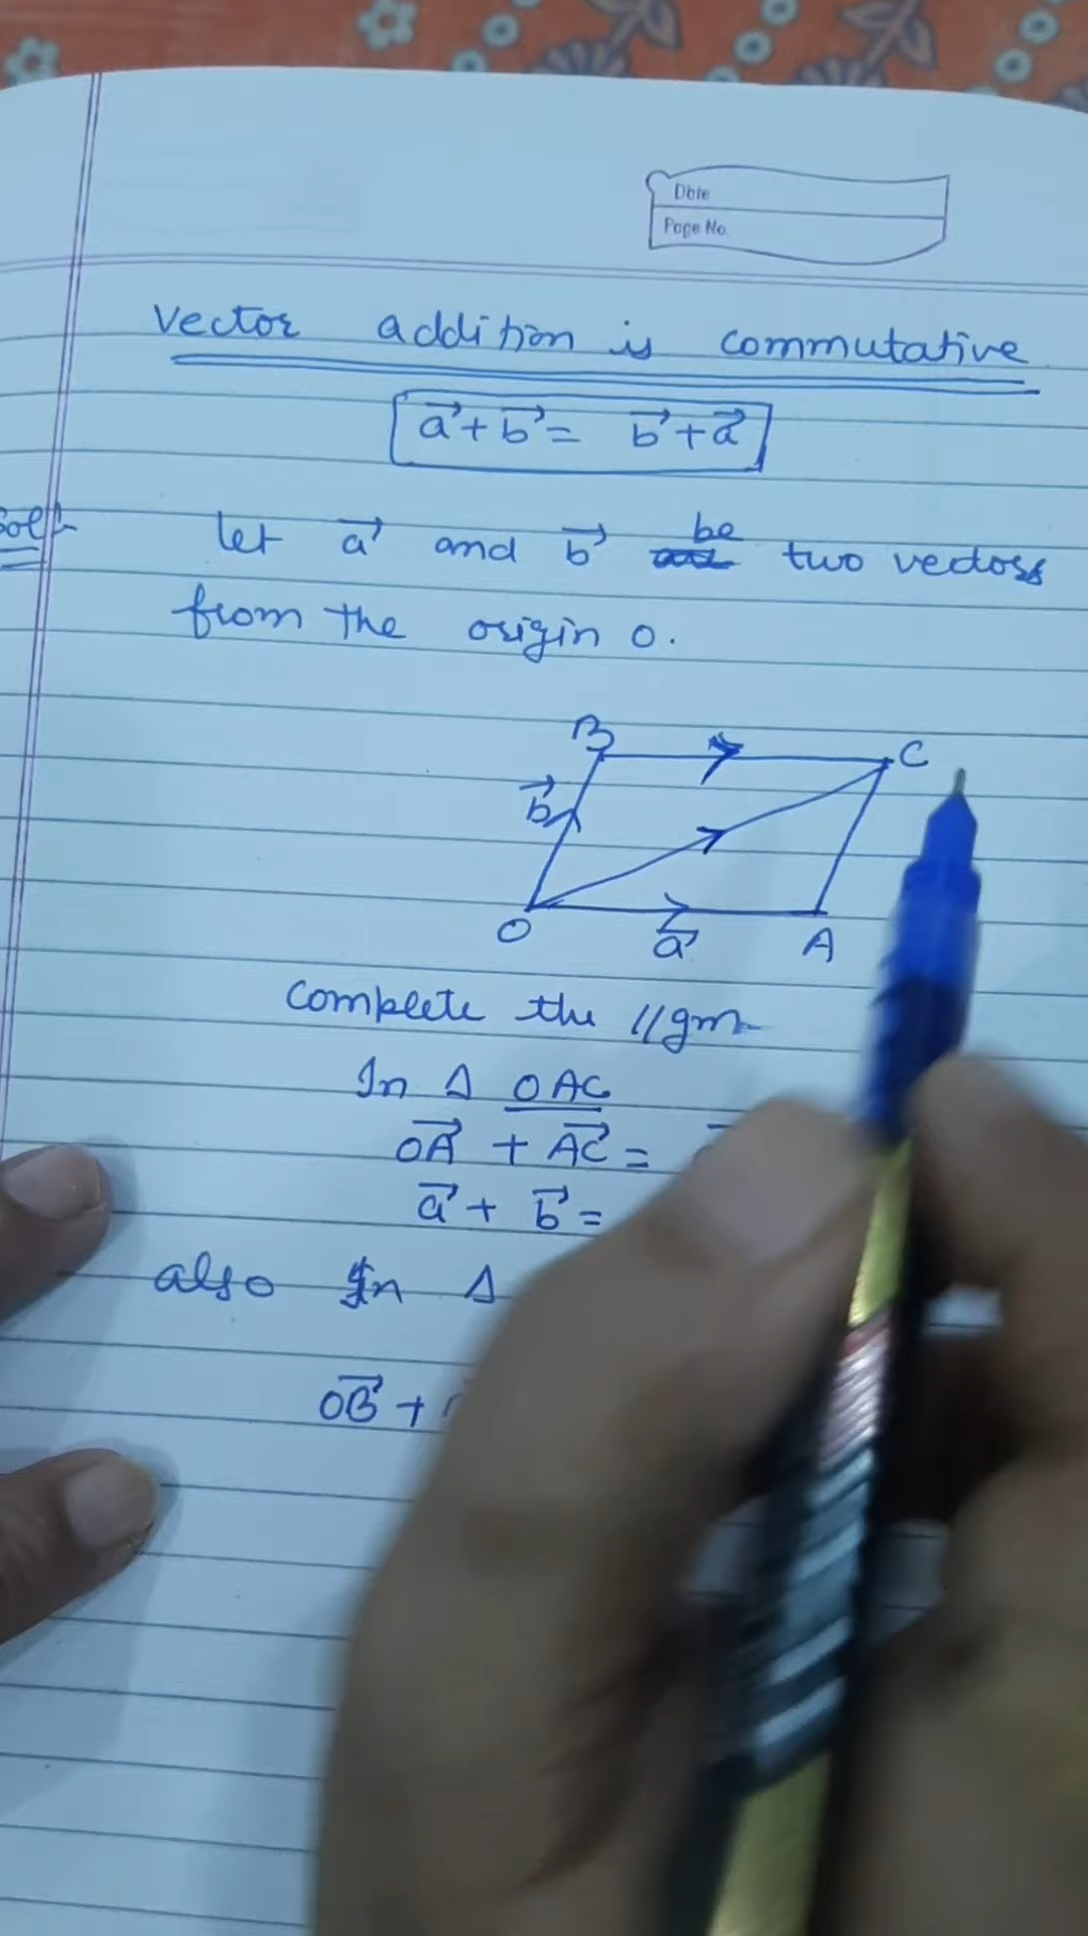 Date
Page No.
Vector addition is commutative
a⃗ + b⃗ = b⃗ + a⃗
Sol:-
let a⃗ and b⃗ be two vectors
from the origin O.
B
C
b⃗
O
a⃗
A
Complete the //gm
In Δ OAC
OA⃗ + AC⃗ =
a⃗ + b⃗ =
also In Δ
OB⃗ +